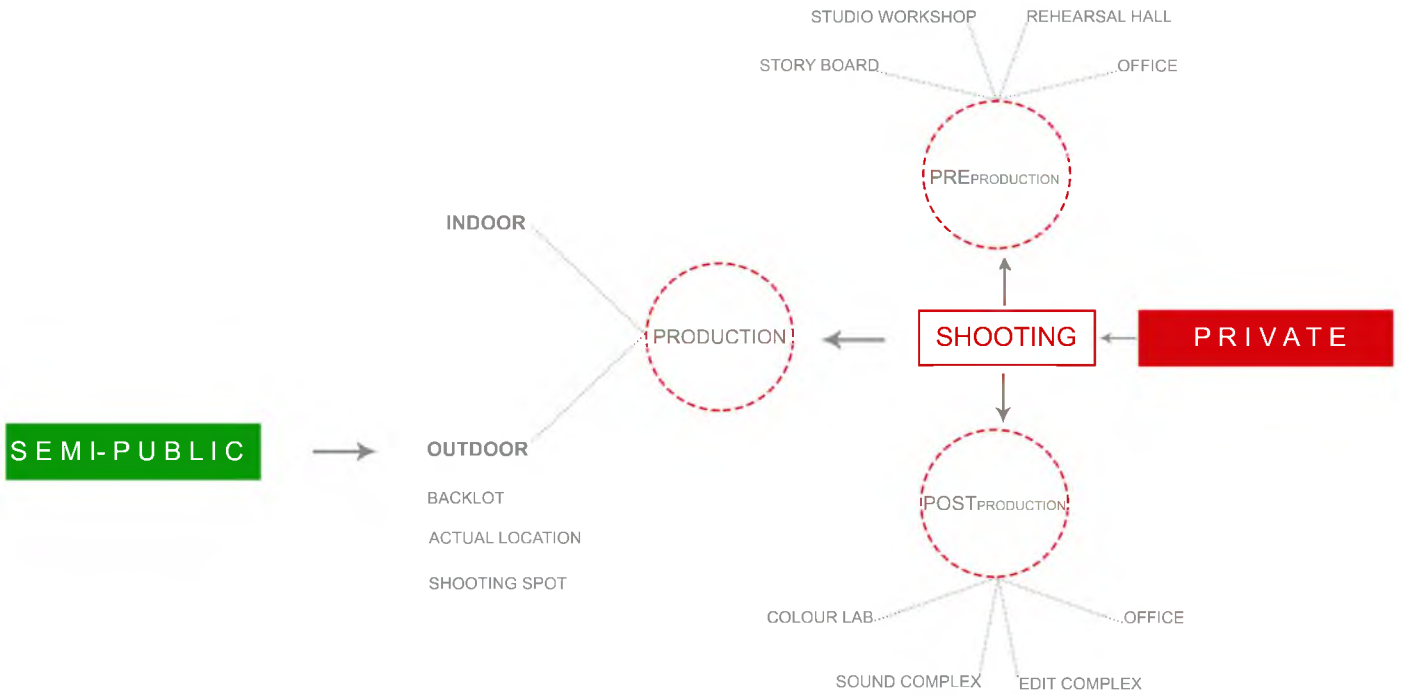 STUDIO WORKSHOP
REHEARSAL HALL
STORY BOARD
OFFICE
PREPRODUCTION
INDOOR
PRODUCTION
SHOOTING
PRIVATE
SEMI-PUBLIC
OUTDOOR
BACKLOT
ACTUAL LOCATION
SHOOTING SPOT
POSTPRODUCTION
COLOUR LAB
OFFICE
SOUND COMPLEX
EDIT COMPLEX